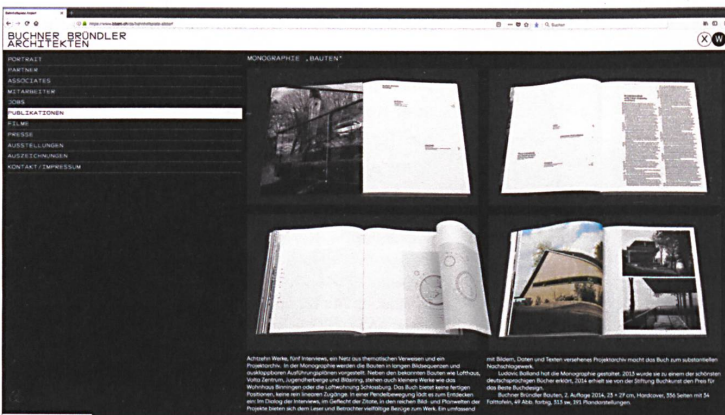 BUCHNER BRÜNDLER
ARCHITEKTEN
X W
PORTRAIT
PARTNER
ASSOCIATES
MITARBEITER
JOBS
PUBLIKATIONEN
FILME
PRESSE
AUSSTELLUNGEN
AUSZEICHNUNGEN
KONTAKT/IMPRESSUM
MONOGRAPHIE „BAUTEN"
Achtzehn Werke, fünf Interviews, ein Netz aus thematischen Verweisen und ein
Projektarchiv. In der Monographie werden die Bauten in langen Bildsequenzen und
ausklappbaren Ausführungsplänen vorgestellt. Neben den bekannten Bauten wie Lofthaus,
Volta Zentrum, Jugendherberge und Bläsiring, stehen auch kleinere Werke wie das
Wohnhaus Binningen oder die Luftwohnung Schlossburg. Das Buch bietet keine fertigen
Positionen, keine rein linearen Zugänge. In einer Pendelbewegung lädt es zum Entdecken
ein: Im Dialog der Interviews, im Geflecht der Zitate, in den reichen Bild- und Planwelten der
Projekte bieten sich dem Leser und Betrachter vielfältige Bezüge zum Werk. Ein umfassend
mit Bildern, Daten und Texten versehenes Projektarchiv macht das Buch zum substantiellen
Nachschlagewerk.
Ludovic Balland hat die Monographie gestaltet. 2013 wurde sie zu einem der schönsten
deutschsprachigen Bücher erklärt, 2014 erhielt sie von der Stiftung Buchkunst den Preis für
das Beste Buchdesign.
Buchner Bründler Bauten, 2. Auflage 2014, 23 × 29 cm, Hardcover, 356 Seiten mit 34
Falttafeln, 49 Abb. farbig, 313 sw, 191 Plandarstellungen.